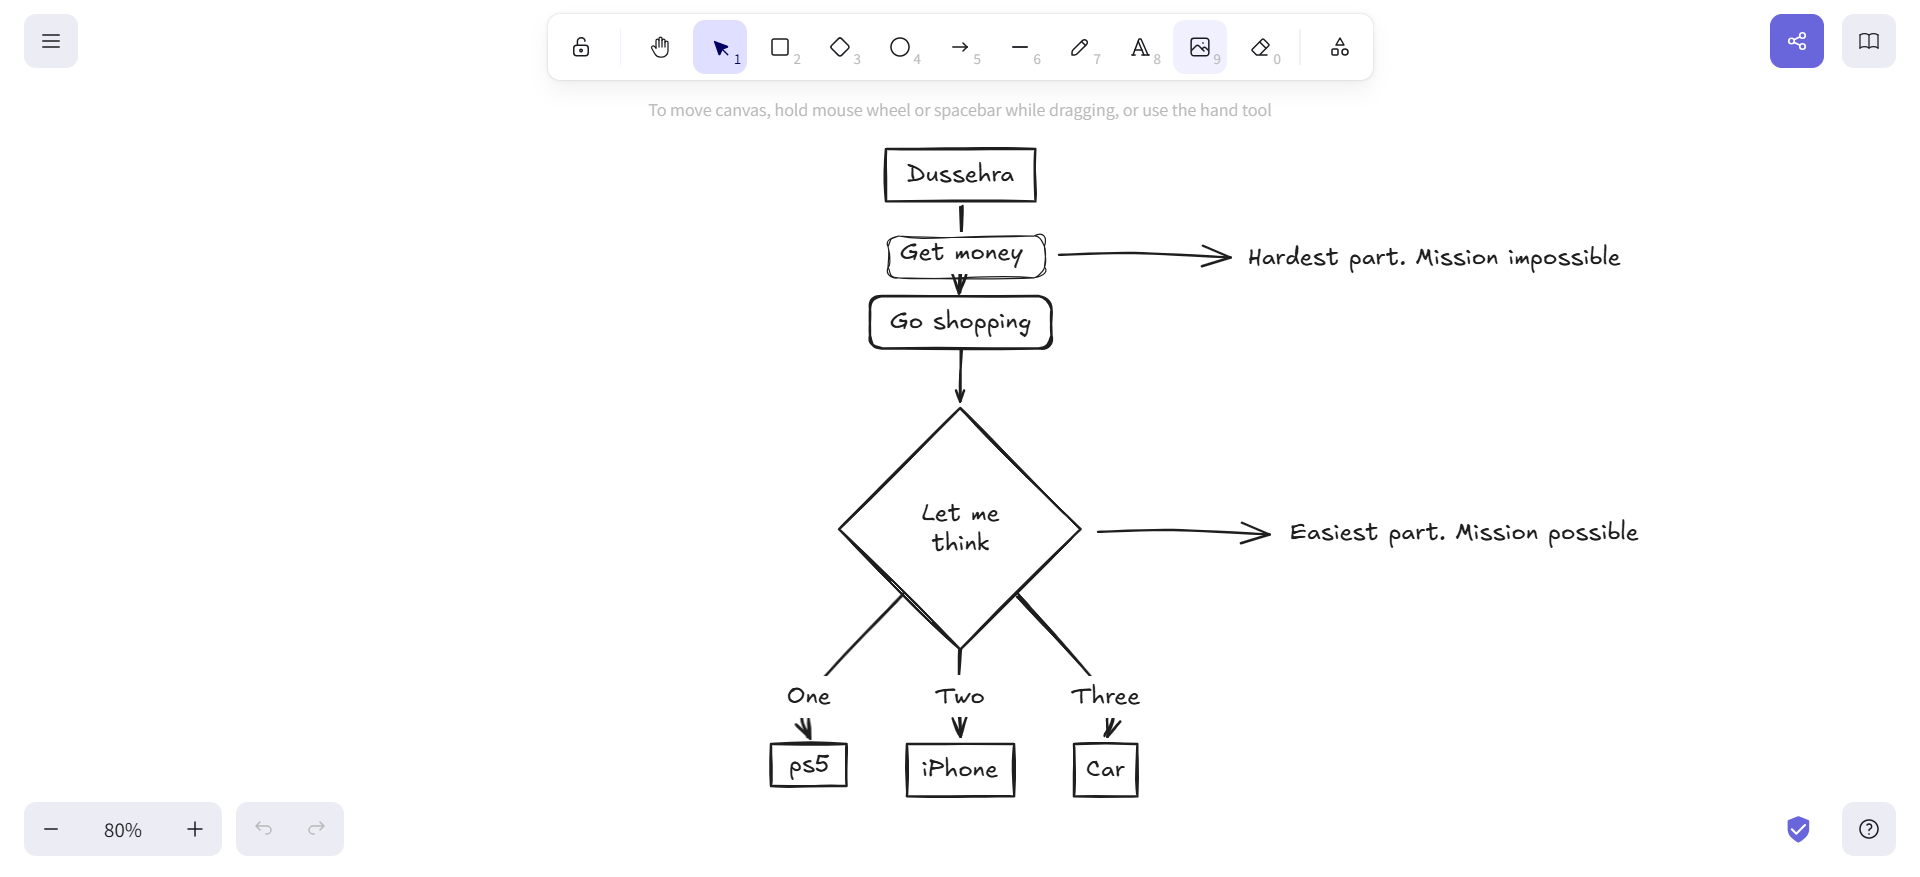 1
2
3
4
5
6
7
8
9
0
To move canvas, hold mouse wheel or spacebar while dragging, or use the hand tool
Dussehra
Get money
Hardest part. Mission impossible
Go shopping
Let me
think
Easiest part. Mission possible
One
Two
Three
ps5
iPhone
Car
80%